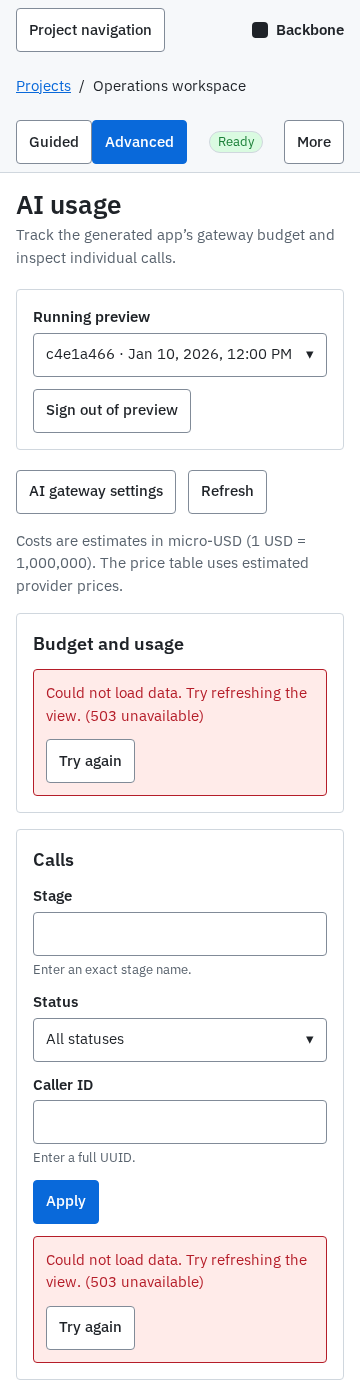 Project navigation
Backbone
Projects / Operations workspace
Guided
Advanced
Ready
More
AI usage
Track the generated app's gateway budget and
inspect individual calls.
Running preview
c4e1a466 · Jan 10, 2026, 12:00 PM ▾
Sign out of preview
AI gateway settings
Refresh
Costs are estimates in micro-USD (1 USD =
1,000,000). The price table uses estimated
provider prices.
Budget and usage
Could not load data. Try refreshing the
view. (503 unavailable)
Try again
Calls
Stage
Enter an exact stage name.
Status
All statuses ▾
Caller ID
Enter a full UUID.
Apply
Could not load data. Try refreshing the
view. (503 unavailable)
Try again